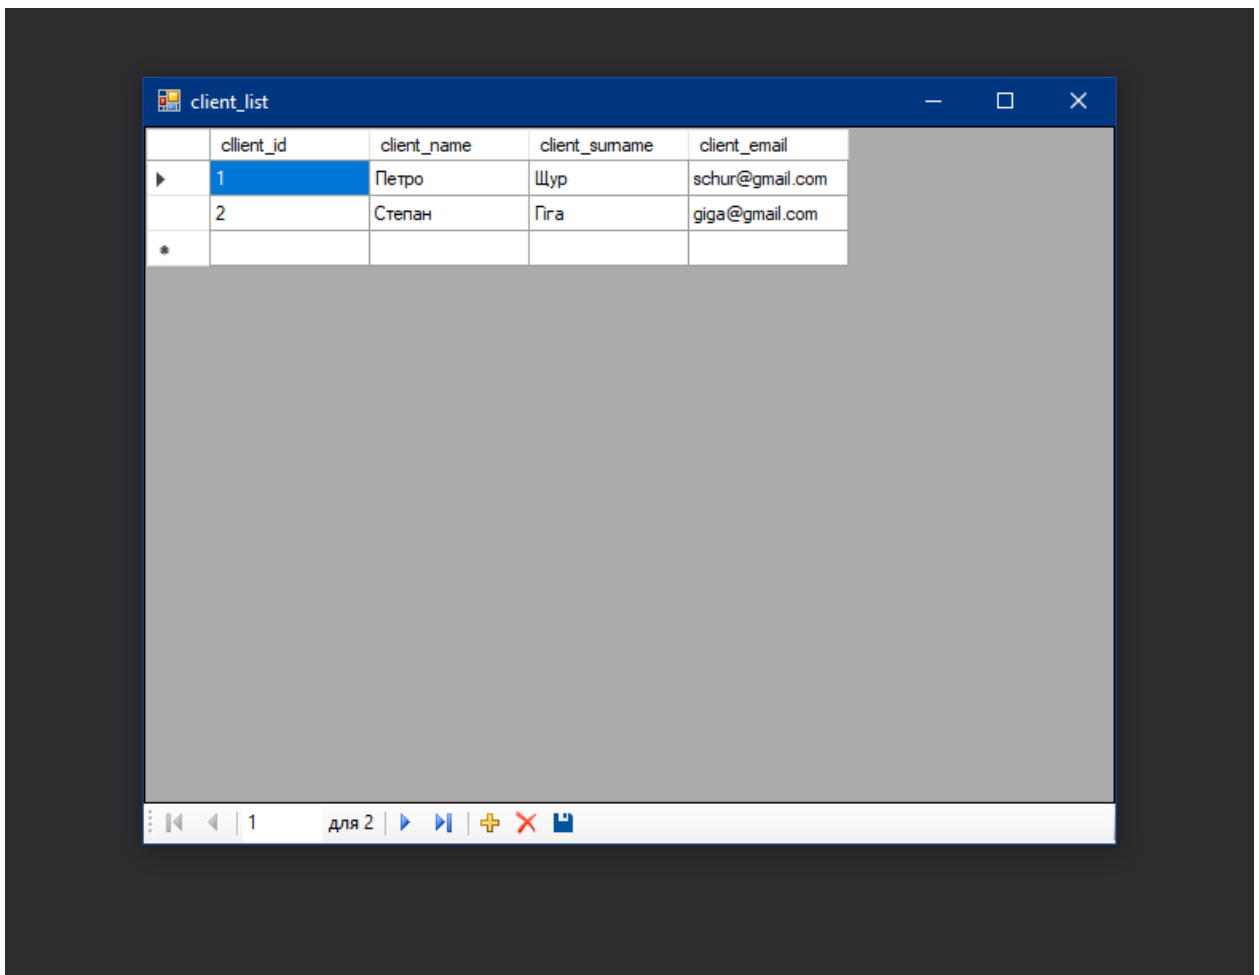 client_list
cllient_id client_name client_surname client_email
1 Петро Щур schur@gmail.com
2 Степан Гіга giga@gmail.com
1 для 2